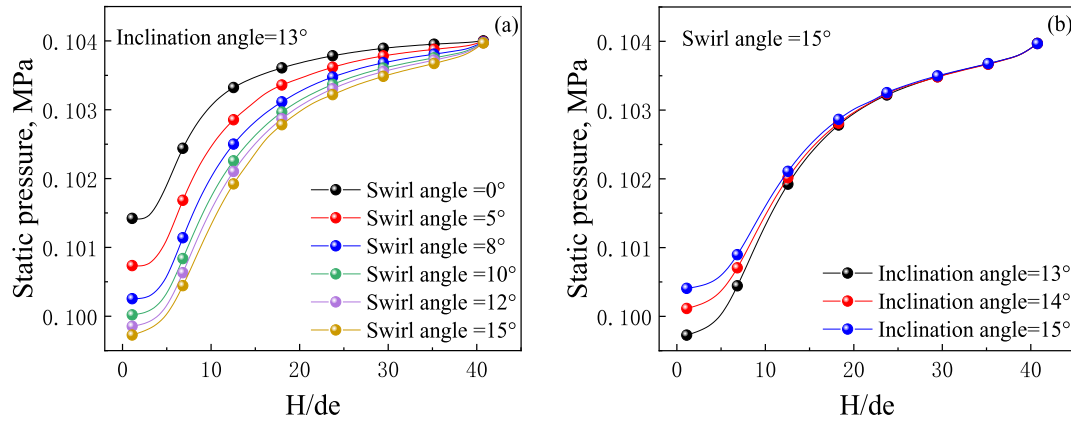 (a)
Inclination angle=13°
Static pressure, MPa
0.104
0.103
0.102
0.101
0.100
Swirl angle =0°
Swirl angle =5°
Swirl angle =8°
Swirl angle =10°
Swirl angle =12°
Swirl angle =15°
0 10 20 30 40
H/de
(b)
Swirl angle =15°
Static pressure, MPa
0.104
0.103
0.102
0.101
0.100
Inclination angle=13°
Inclination angle=14°
Inclination angle=15°
0 10 20 30 40
H/de